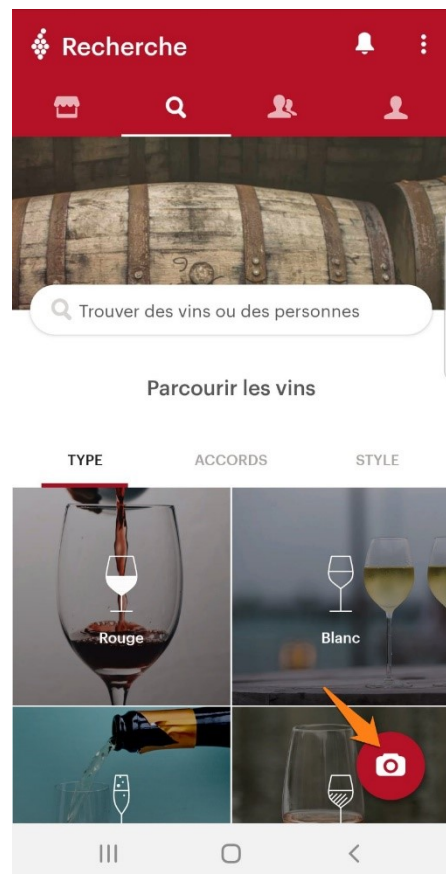 Recherche
Trouver des vins ou des personnes
Parcourir les vins
TYPE
ACCORDS
STYLE
Rouge
Blanc